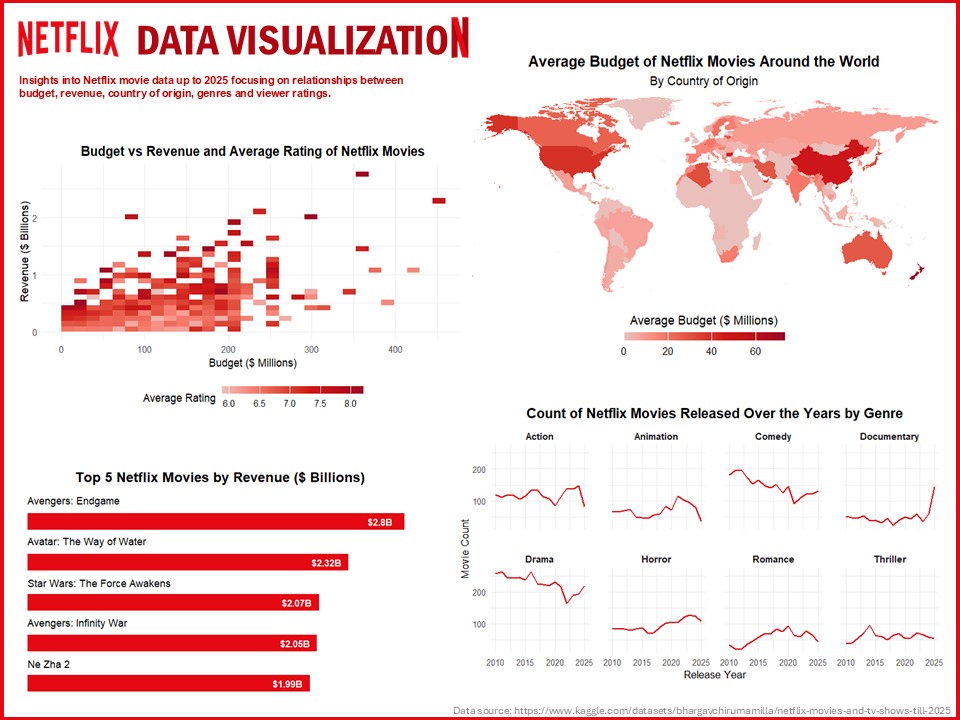 NETFLIX DATA VISUALIZATION
Insights into Netflix movie data up to 2025 focusing on relationships between
budget, revenue, country of origin, genres and viewer ratings.
Budget vs Revenue and Average Rating of Netflix Movies
Revenue ($ Billions)
2
1
0
0 100 200 300 400
Budget ($ Millions)
Average Rating
6.0 6.5 7.0 7.5 8.0
Top 5 Netflix Movies by Revenue ($ Billions)
Avengers: Endgame
$2.8B
Avatar: The Way of Water
$2.32B
Star Wars: The Force Awakens
$2.07B
Avengers: Infinity War
$2.05B
Ne Zha 2
$1.99B
Average Budget of Netflix Movies Around the World
By Country of Origin
Average Budget ($ Millions)
0 20 40 60
Count of Netflix Movies Released Over the Years by Genre
Movie Count
Action Animation Comedy Documentary
200
100
Drama Horror Romance Thriller
200
100
2010 2015 2020 2025 2010 2015 2020 2025 2010 2015 2020 2025 2010 2015 2020 2025
Release Year
Data source: https://www.kaggle.com/datasets/bhargavchirumamilla/netflix-movies-and-tv-shows-till-2025